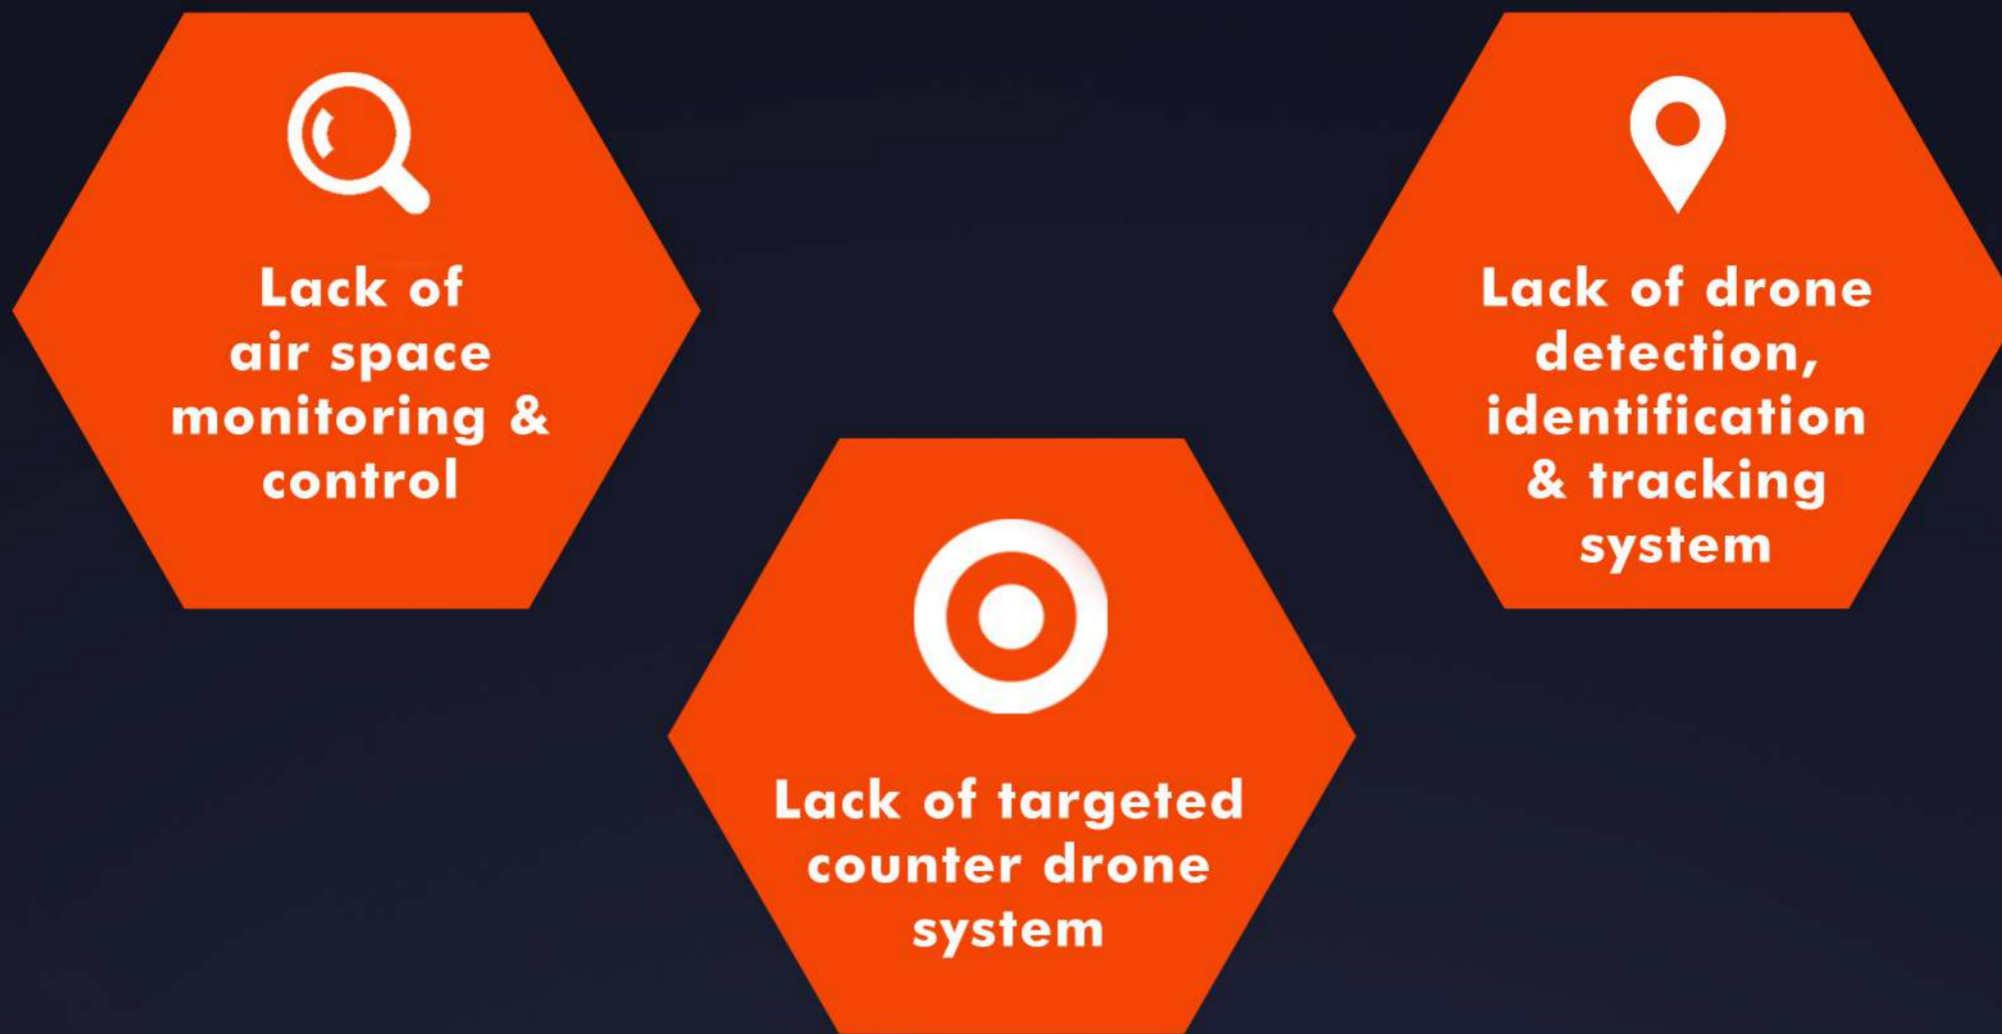 Lack of
air space
monitoring &
control
Lack of targeted
counter drone
system
Lack of drone
detection,
identification
& tracking
system